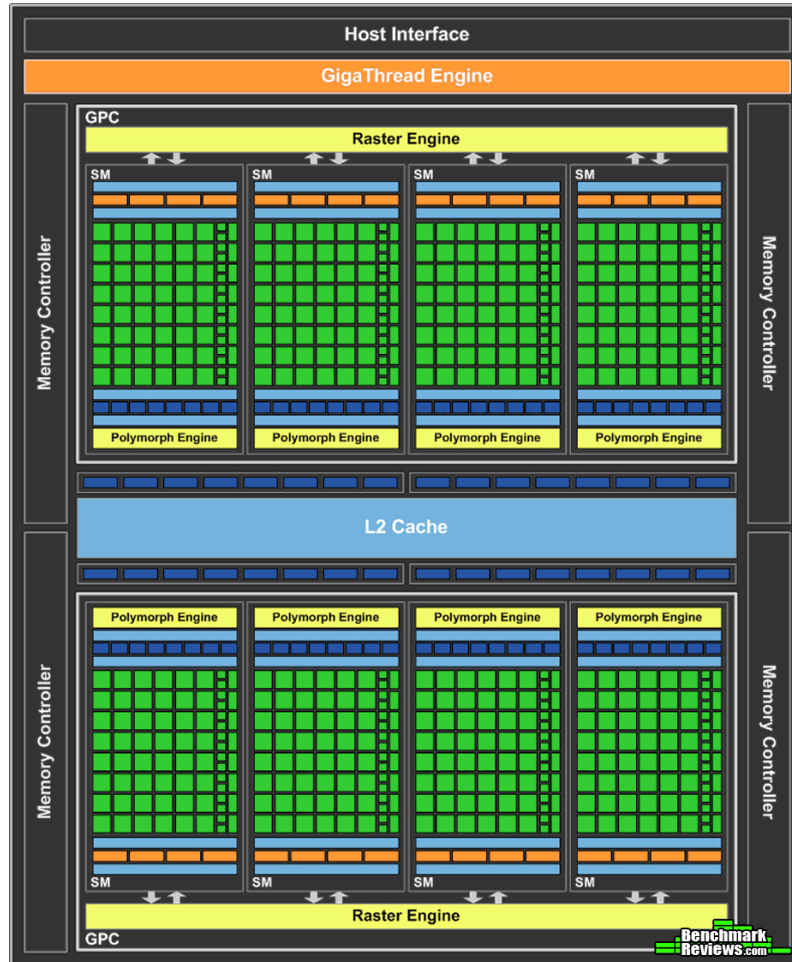 Host Interface
GigaThread Engine
GPC
Raster Engine
SM SM SM SM
Memory Controller
Memory Controller
Polymorph Engine Polymorph Engine Polymorph Engine Polymorph Engine
L2 Cache
Polymorph Engine Polymorph Engine Polymorph Engine Polymorph Engine
Memory Controller
Memory Controller
SM SM SM SM
Raster Engine
GPC
Benchmark
Reviews.com